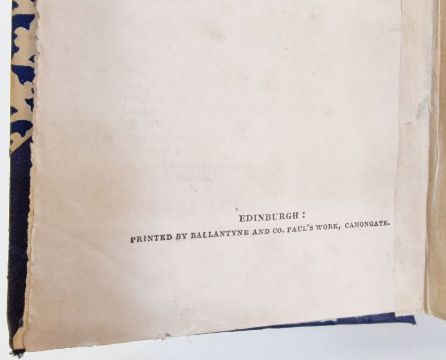 EDINBURGH:
PRINTED BY BALLANTYNE AND CO. PAUL'S WORK, CANONGATE.